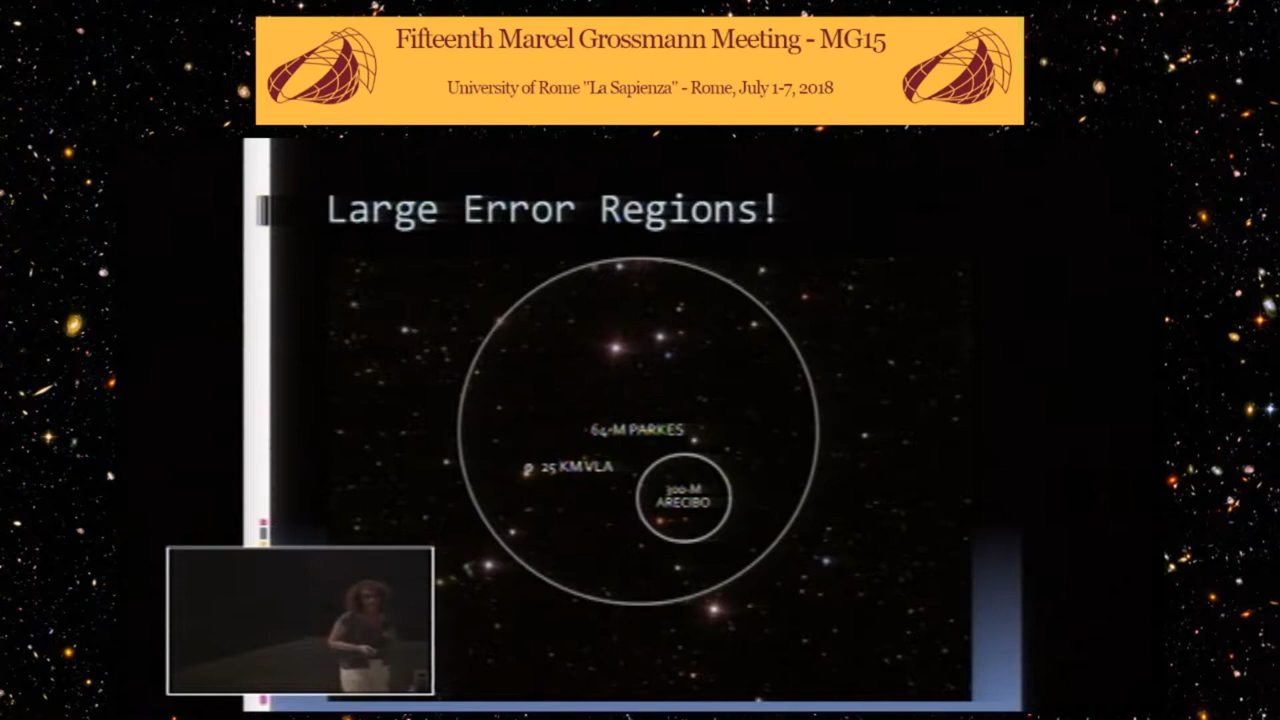 Fifteenth Marcel Grossmann Meeting - MG15
University of Rome "La Sapienza" - Rome, July 1-7, 2018
Large Error Regions!
64-M PARKES
25 KM VLA
300-M
ARECIBO